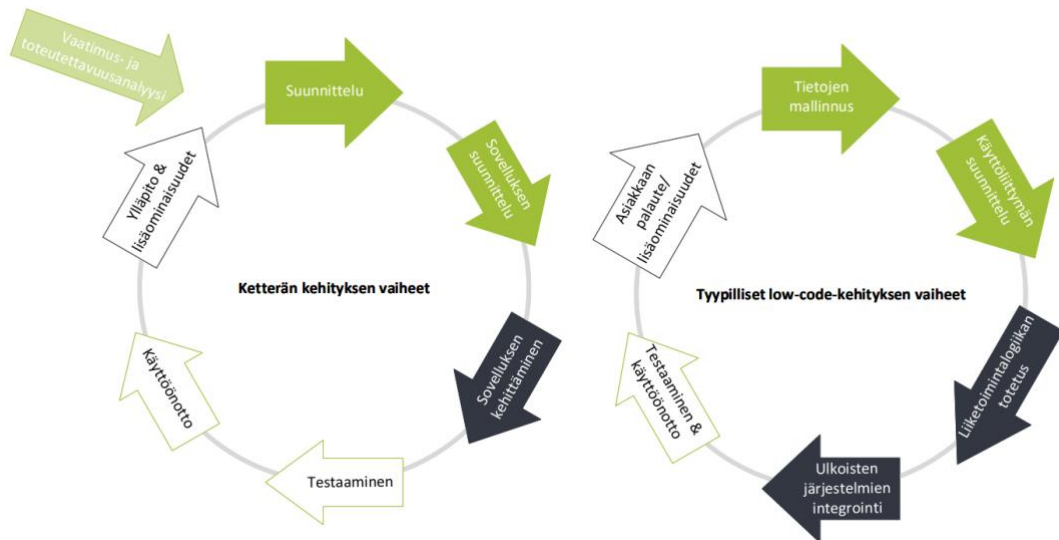 Vaatimus- ja
toteutettavuusanalyysi
Suunnittelu
Sovelluksen
suunnittelu
Sovelluksen
kehittäminen
Testaaminen
Käyttöönotto
Ylläpito &
lisäominaisuudet
Ketterän kehityksen vaiheet
Tietojen
mallinnus
Käyttöliittymän
suunnittelu
Liiketoimintalogiikan
totetus
Ulkoisten
järjestelmien
integrointi
Testaaminen &
käyttöönotto
Asiakkaan
palaute/
lisäominaisuudet
Tyypilliset low-code-kehityksen vaiheet